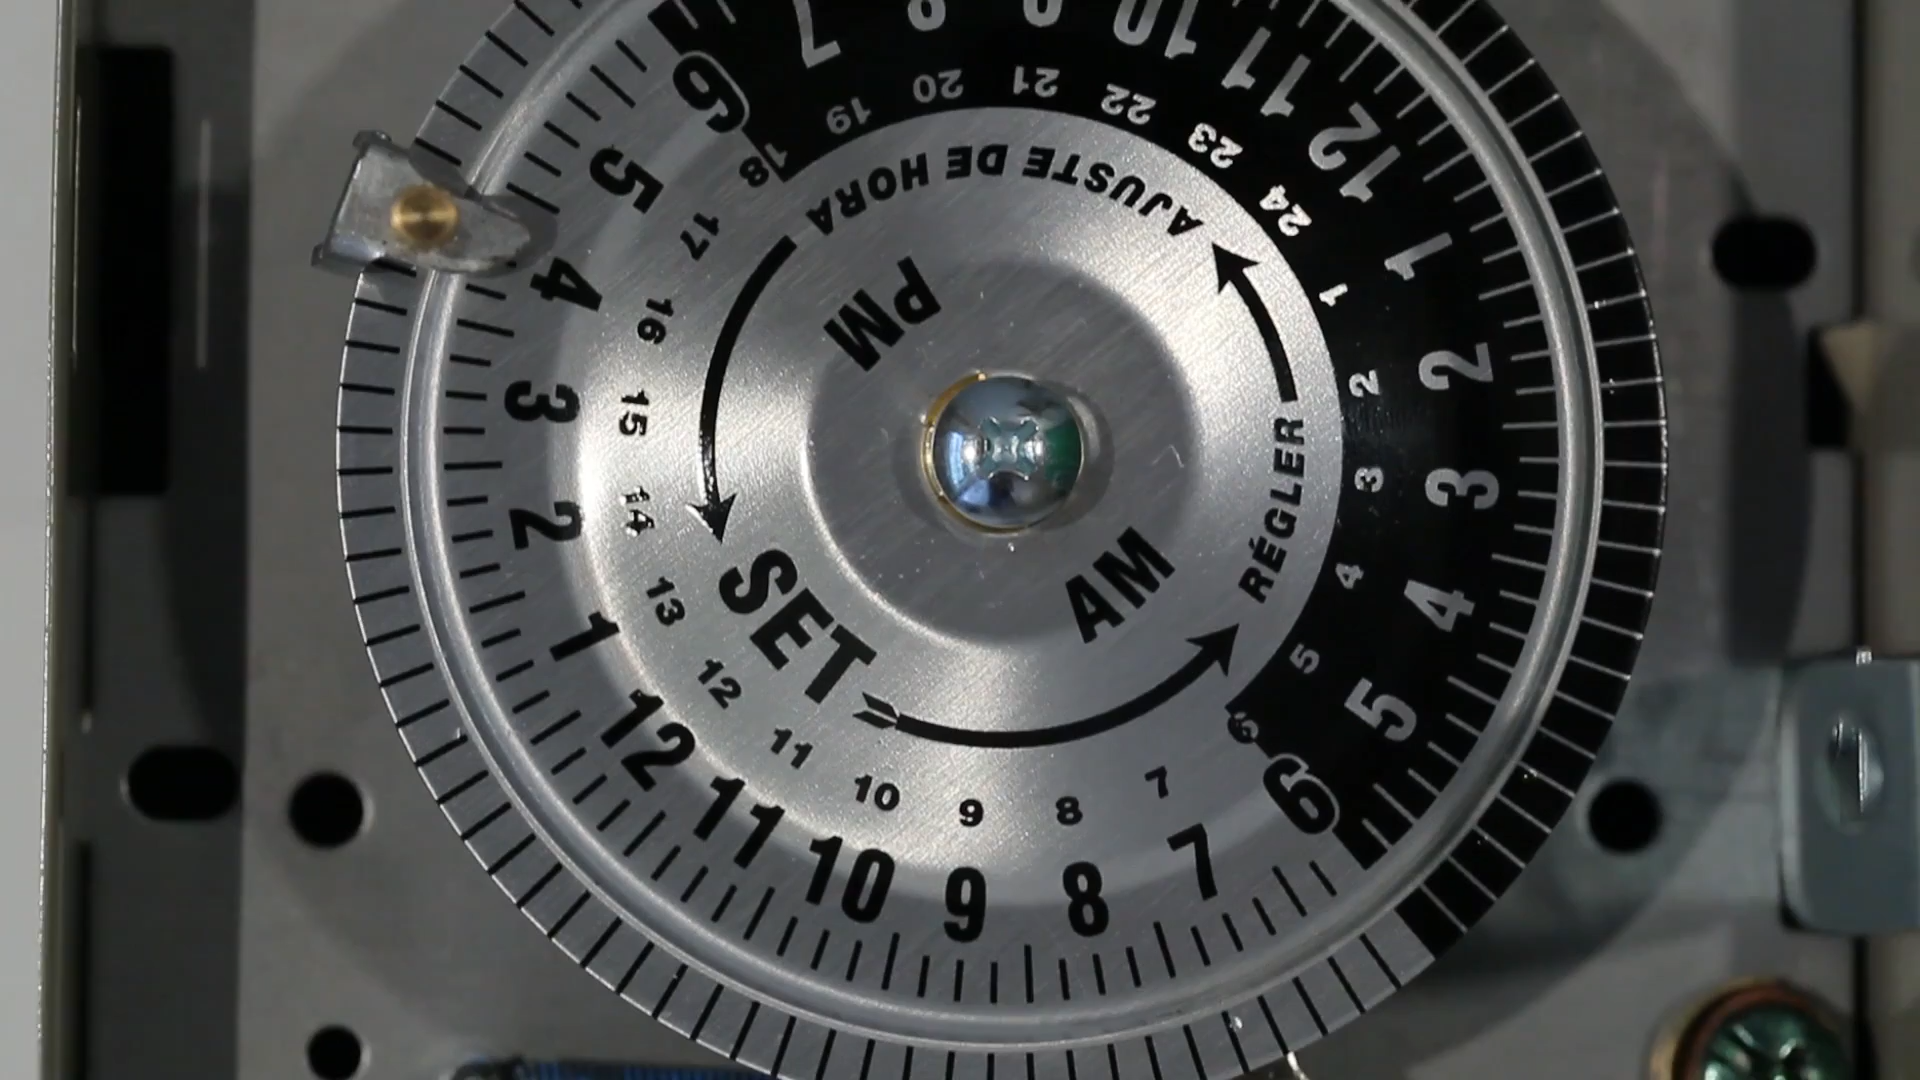 7 8 9 10 11 12 1 2 3 4 5 6 7 8 9 10 11 12 1 2 3 4 5 6
19 20 21 22 23 24 1 2 3 4 5 6 7 8 9 10 11 12 13 14 15 16 17 18
AJUSTE DE HORA
RÉGLER
SET
PM
AM